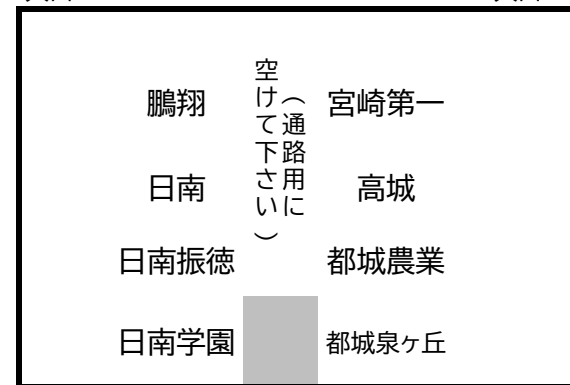 鵬翔
日南
日南振徳
日南学園
（通路用に
空けて下さい）
宮崎第一
高城
都城農業
都城泉ヶ丘